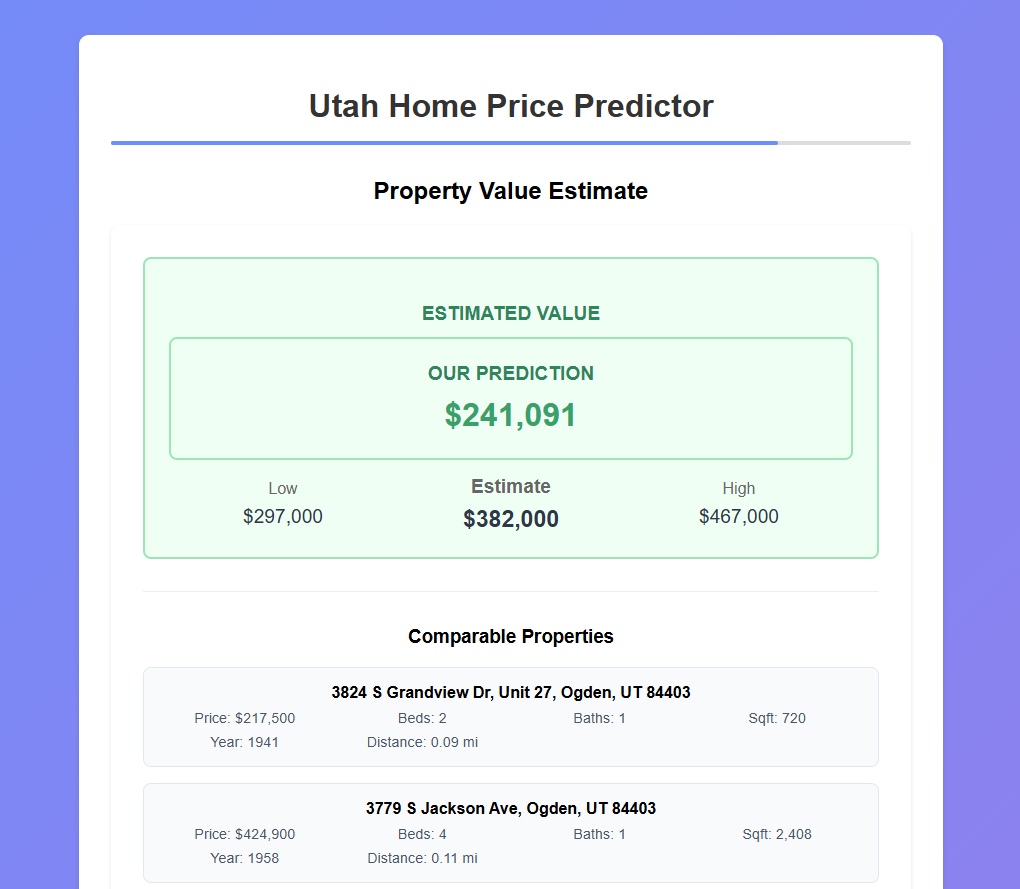 Utah Home Price Predictor
Property Value Estimate
ESTIMATED VALUE
OUR PREDICTION
$241,091
Low Estimate High
$297,000 $382,000 $467,000
Comparable Properties
3824 S Grandview Dr, Unit 27, Ogden, UT 84403
Price: $217,500 Beds: 2 Baths: 1 Sqft: 720
Year: 1941 Distance: 0.09 mi
3779 S Jackson Ave, Ogden, UT 84403
Price: $424,900 Beds: 4 Baths: 1 Sqft: 2,408
Year: 1958 Distance: 0.11 mi